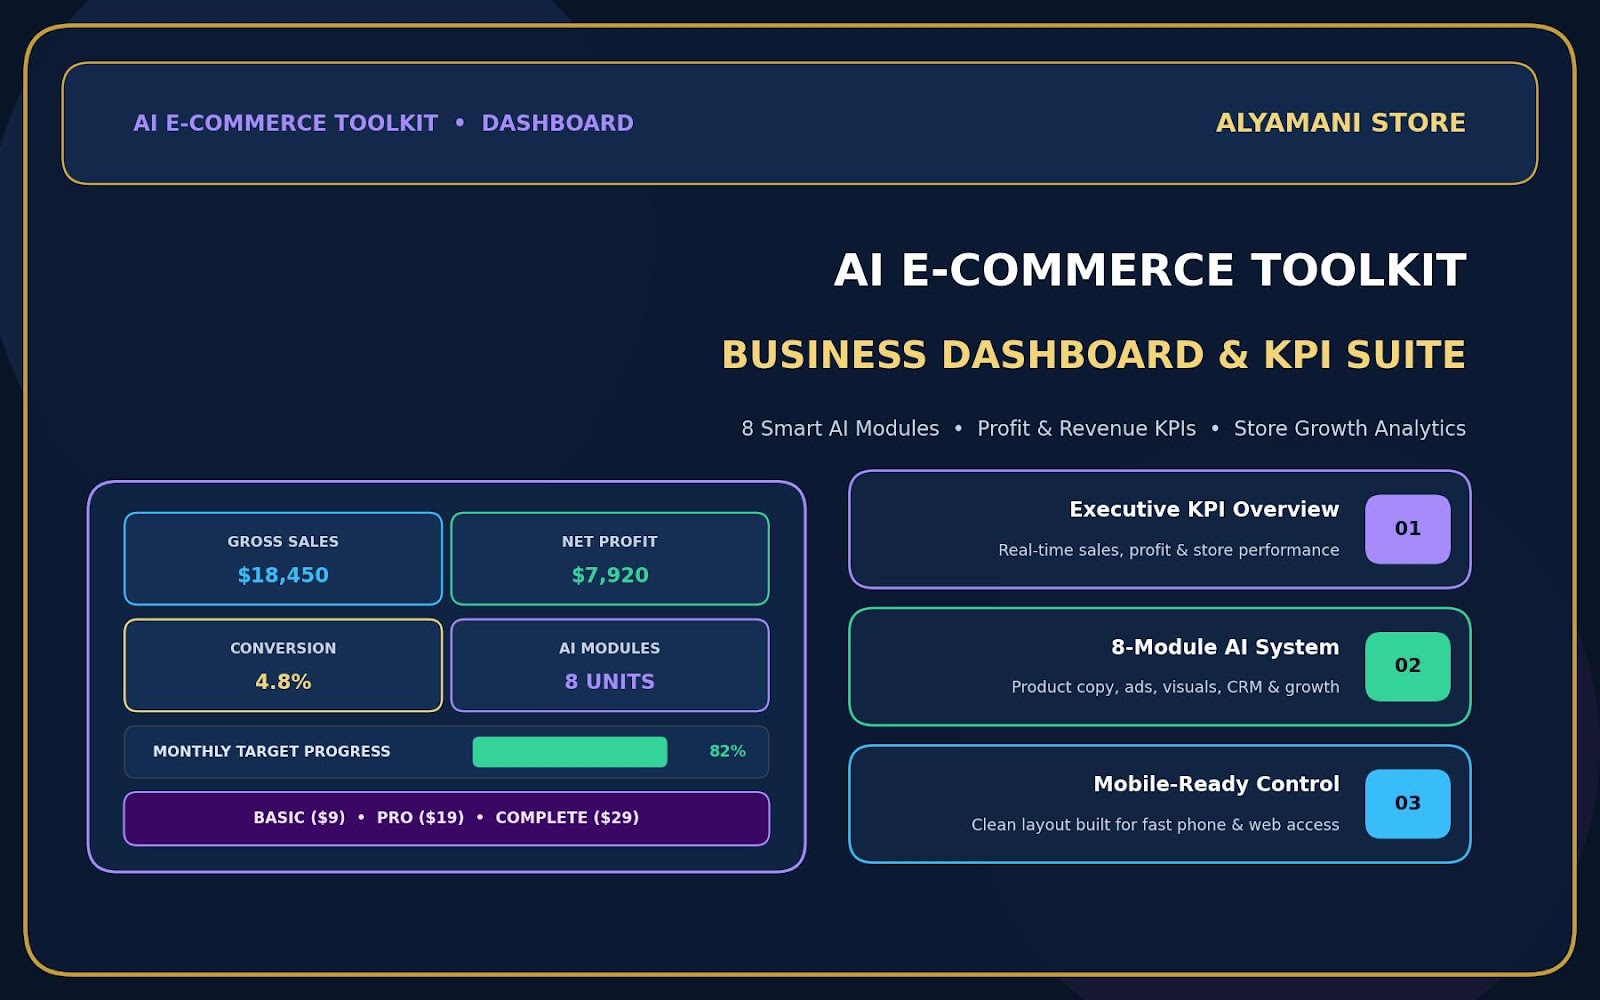 AI E-COMMERCE TOOLKIT • DASHBOARD
ALYAMANI STORE
AI E-COMMERCE TOOLKIT
BUSINESS DASHBOARD & KPI SUITE
8 Smart AI Modules • Profit & Revenue KPIs • Store Growth Analytics
GROSS SALES
$18,450
NET PROFIT
$7,920
CONVERSION
4.8%
AI MODULES
8 UNITS
MONTHLY TARGET PROGRESS 82%
BASIC ($9) • PRO ($19) • COMPLETE ($29)
Executive KPI Overview
Real-time sales, profit & store performance
01
8-Module AI System
Product copy, ads, visuals, CRM & growth
02
Mobile-Ready Control
Clean layout built for fast phone & web access
03